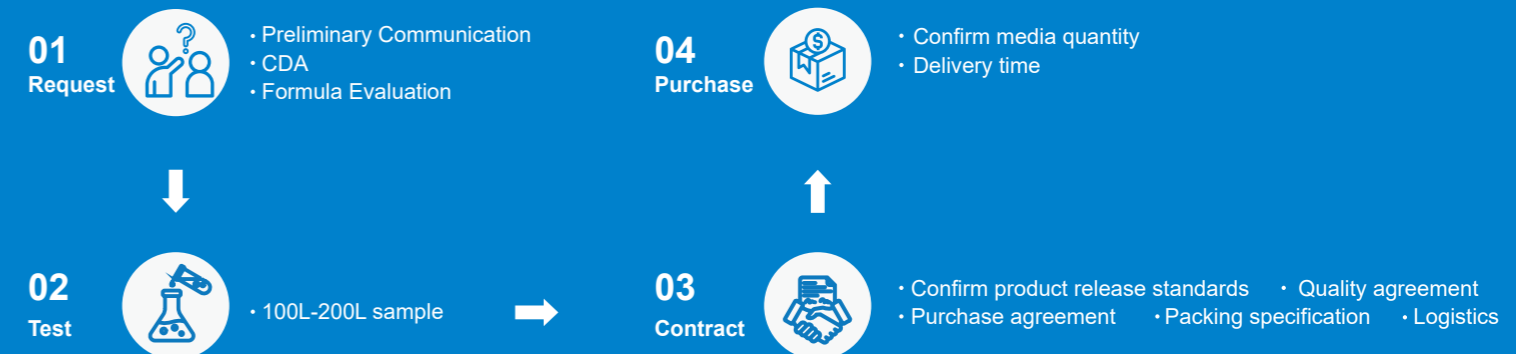 01
Request
· Preliminary Communication
· CDA
· Formula Evaluation
02
Test
· 100L-200L sample
03
Contract
· Confirm product release standards · Quality agreement
· Purchase agreement · Packing specification · Logistics
04
Purchase
· Confirm media quantity
· Delivery time